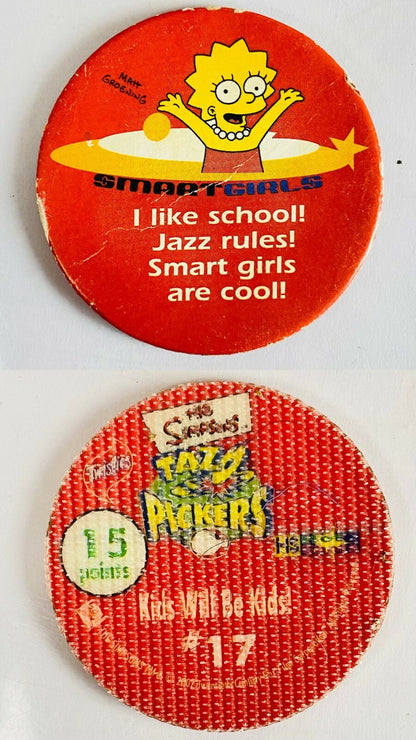 MATT
GROENING
SMARTGIRLS
I like school!
Jazz rules!
Smart girls
are cool!
THE
SIMPSONS
TAZO
PICKERS
Twisties
15
points
Kids Will Be Kids!
#17